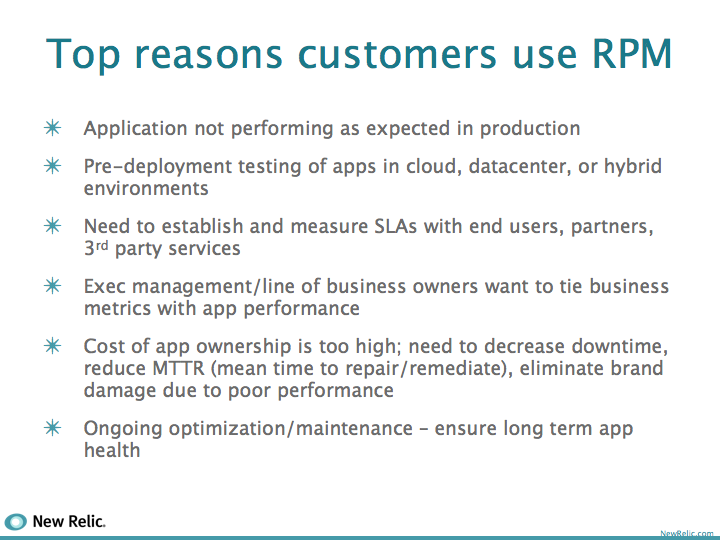 Top reasons customers use RPM
Application not performing as expected in production
Pre-deployment testing of apps in cloud, datacenter, or hybrid
environments
Need to establish and measure SLAs with end users, partners,
3rd party services
Exec management/line of business owners want to tie business
metrics with app performance
Cost of app ownership is too high; need to decrease downtime,
reduce MTTR (mean time to repair/remediate), eliminate brand
damage due to poor performance
Ongoing optimization/maintenance – ensure long term app
health
New Relic.
NewRelic.com